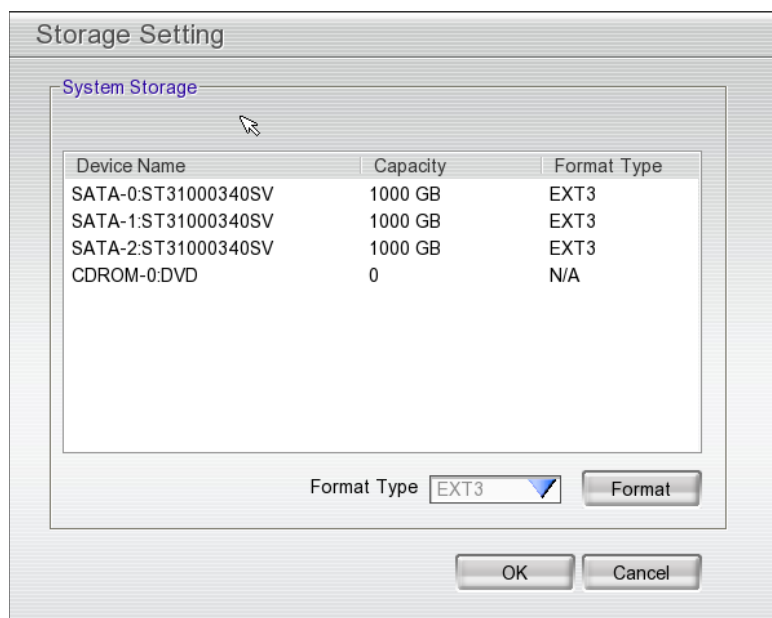 Storage Setting
System Storage
Device Name Capacity Format Type
SATA-0:ST31000340SV 1000 GB EXT3
SATA-1:ST31000340SV 1000 GB EXT3
SATA-2:ST31000340SV 1000 GB EXT3
CDROM-0:DVD 0 N/A
Format Type EXT3 Format
OK Cancel